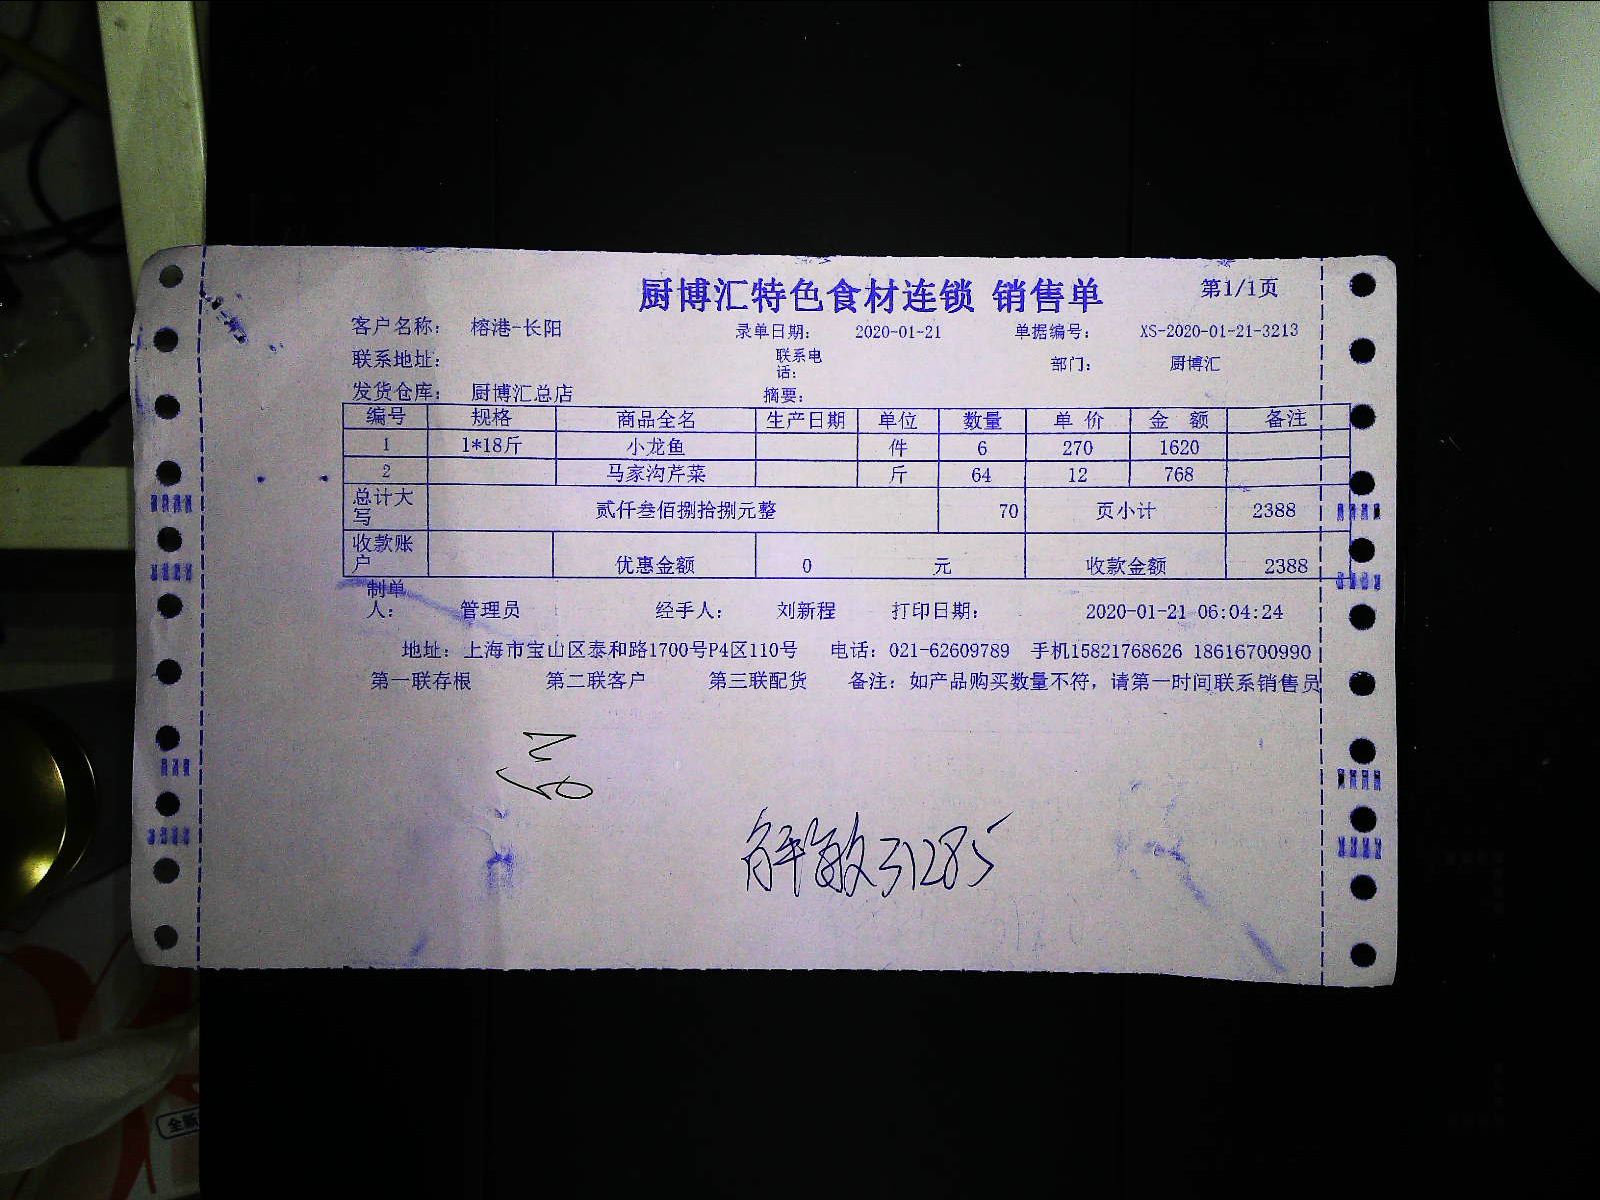 厨博汇特色食材连锁 销售单 第1/1页
客户名称: 榕港-长阳 录单日期: 2020-01-21 单据编号: XS-2020-01-21-3213
联系地址: 联系电话: 部门: 厨博汇
发货仓库: 厨博汇总店 摘要:
编号 规格 商品全名 生产日期 单位 数量 单 价 金 额 备注
1 1*18斤 小龙鱼 件 6 270 1620
2 马家沟芹菜 斤 64 12 768
总计大写 贰仟叁佰捌拾捌元整 70 页小计 2388
收款账户 优惠金额 0 元 收款金额 2388
制单人: 管理员 经手人: 刘新程 打印日期: 2020-01-21 06:04:24
地址: 上海市宝山区泰和路1700号P4区110号 电话: 021-62609789 手机15821768626 18616700990
第一联存根 第二联客户 第三联配货 备注: 如产品购买数量不符, 请第一时间联系销售员
解敏31285
全新